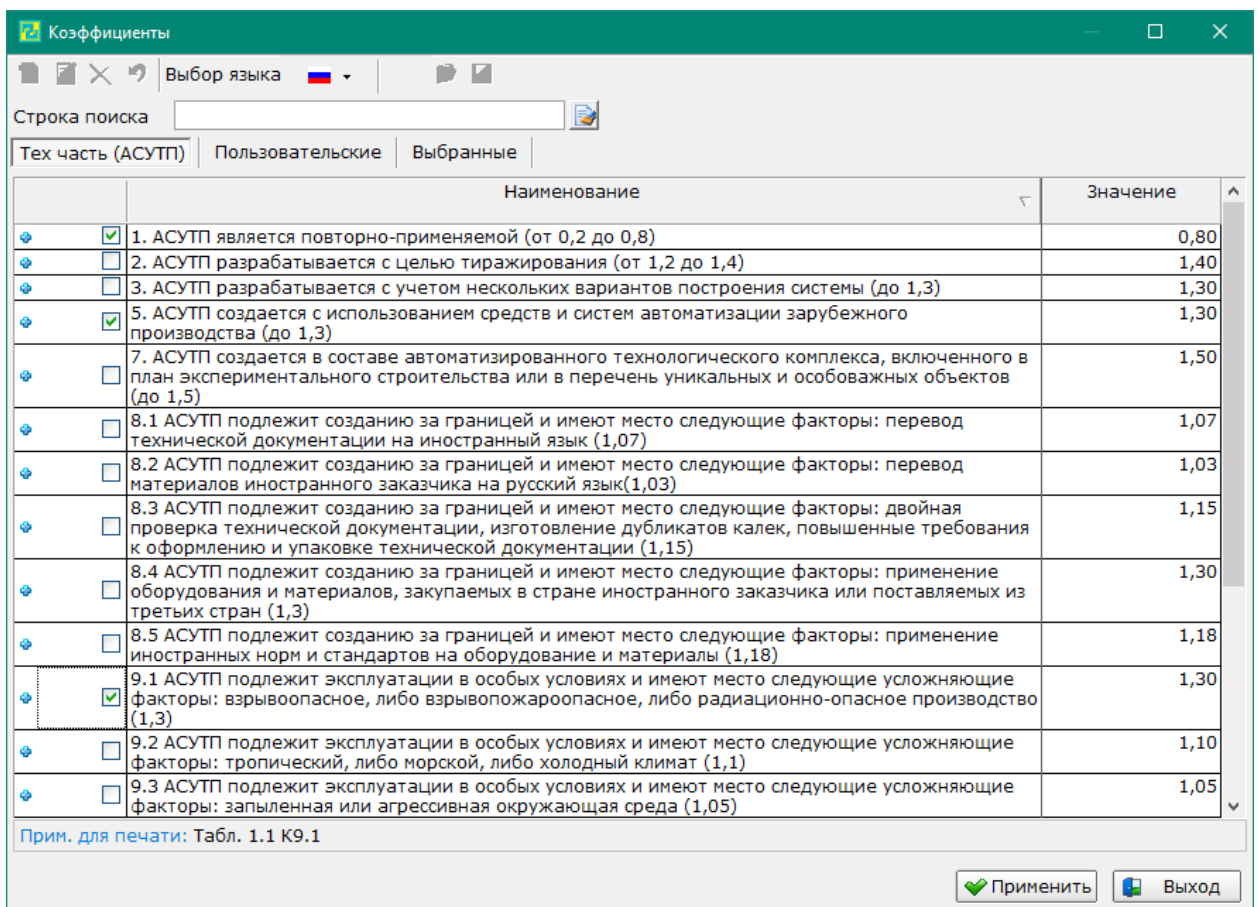 Коэффициенты
Выбор языка
Строка поиска
Тех часть (АСУТП) Пользовательские Выбранные
Наименование Значение
1. АСУТП является повторно-применяемой (от 0,2 до 0,8) 0,80
2. АСУТП разрабатывается с целью тиражирования (от 1,2 до 1,4) 1,40
3. АСУТП разрабатывается с учетом нескольких вариантов построения системы (до 1,3) 1,30
5. АСУТП создается с использованием средств и систем автоматизации зарубежного 1,30
производства (до 1,3)
7. АСУТП создается в составе автоматизированного технологического комплекса, включенного в 1,50
план экспериментального строительства или в перечень уникальных и особоважных объектов
(до 1,5)
8.1 АСУТП подлежит созданию за границей и имеют место следующие факторы: перевод 1,07
технической документации на иностранный язык (1,07)
8.2 АСУТП подлежит созданию за границей и имеют место следующие факторы: перевод 1,03
материалов иностранного заказчика на русский язык(1,03)
8.3 АСУТП подлежит созданию за границей и имеют место следующие факторы: двойная 1,15
проверка технической документации, изготовление дубликатов калек, повышенные требования
к оформлению и упаковке технической документации (1,15)
8.4 АСУТП подлежит созданию за границей и имеют место следующие факторы: применение 1,30
оборудования и материалов, закупаемых в стране иностранного заказчика или поставляемых из
третьих стран (1,3)
8.5 АСУТП подлежит созданию за границей и имеют место следующие факторы: применение 1,18
иностранных норм и стандартов на оборудование и материалы (1,18)
9.1 АСУТП подлежит эксплуатации в особых условиях и имеют место следующие усложняющие 1,30
факторы: взрывоопасное, либо взрывопожароопасное, либо радиационно-опасное производство
(1,3)
9.2 АСУТП подлежит эксплуатации в особых условиях и имеют место следующие усложняющие 1,10
факторы: тропический, либо морской, либо холодный климат (1,1)
9.3 АСУТП подлежит эксплуатации в особых условиях и имеют место следующие усложняющие 1,05
факторы: запыленная или агрессивная окружающая среда (1,05)
Прим. для печати: Табл. 1.1 К9.1
Применить Выход